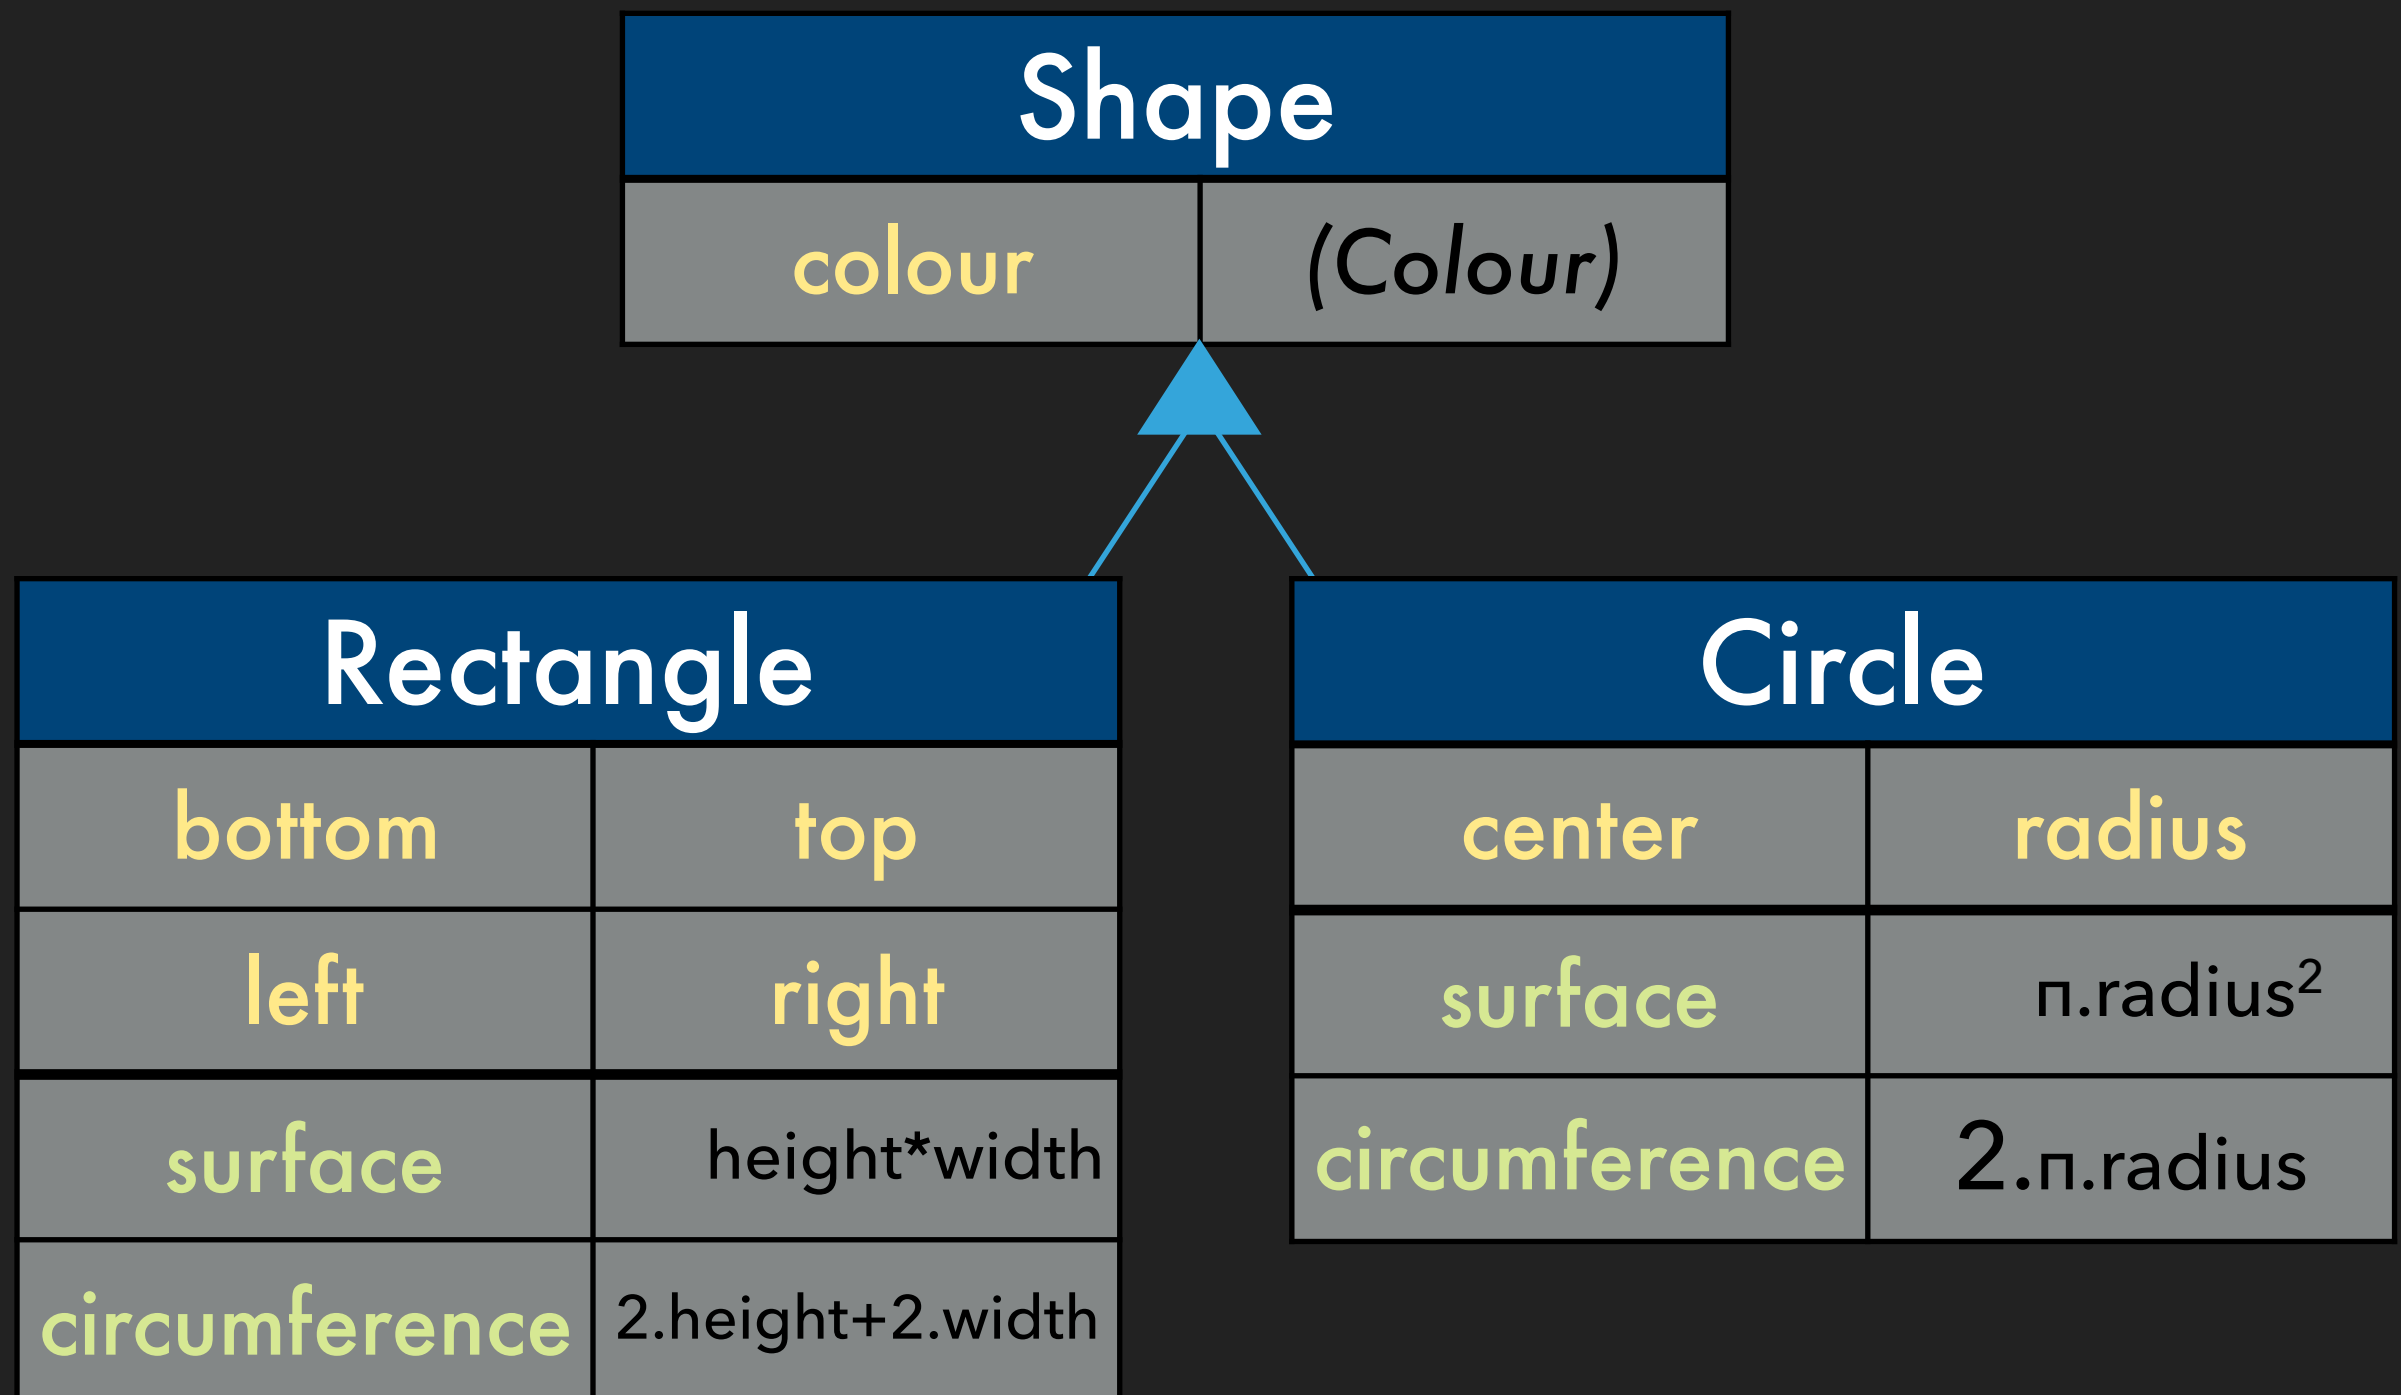 Shape
colour (Colour)
Rectangle
bottom top
left right
surface height*width
circumference 2.height+2.width
Circle
center radius
surface π.radius²
circumference 2.π.radius